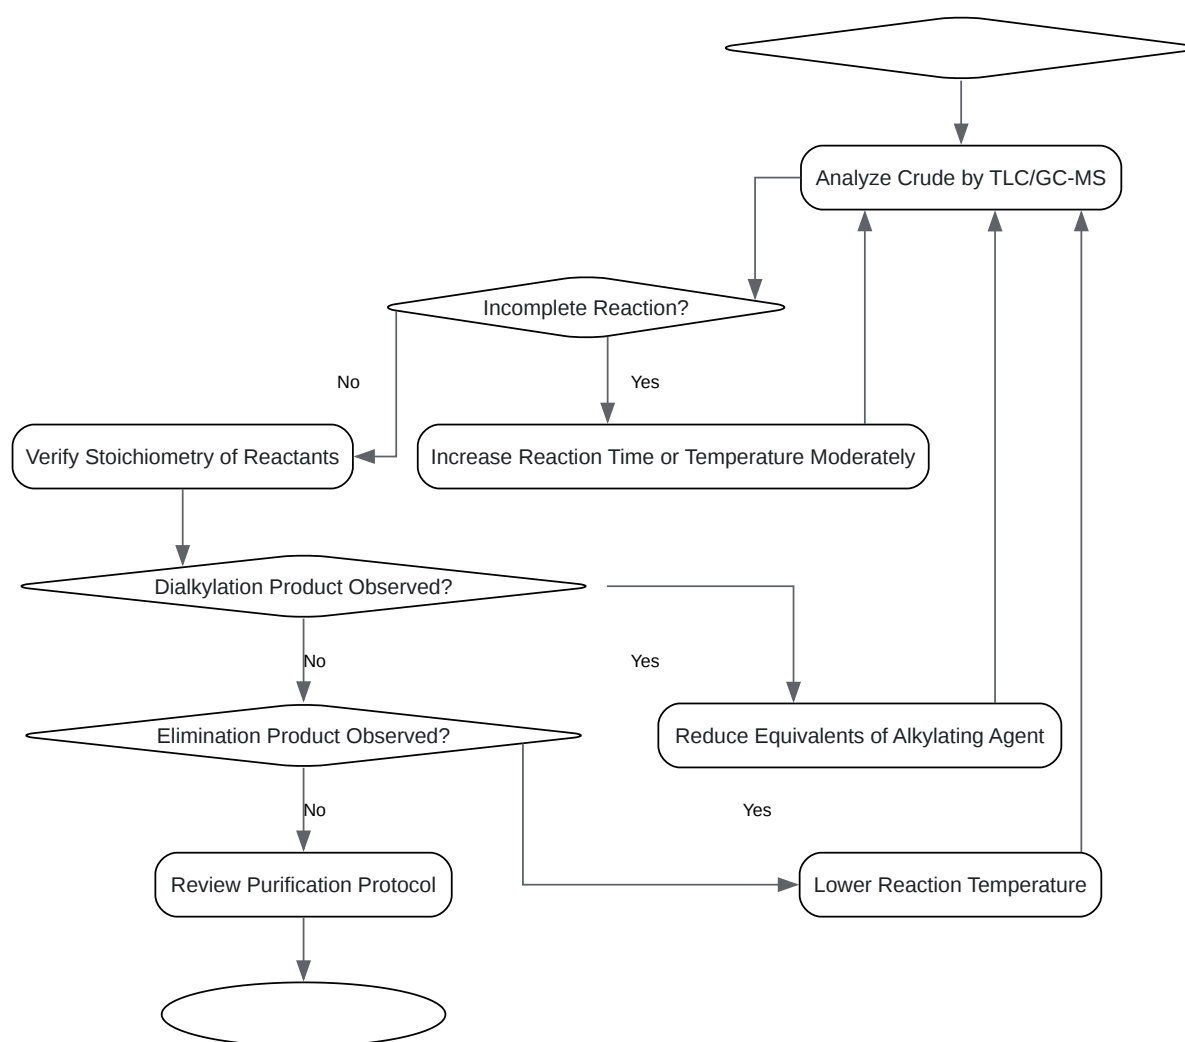 Analyze Crude by TLC/GC-MS
Incomplete Reaction?
No
Yes
Verify Stoichiometry of Reactants
Increase Reaction Time or Temperature Moderately
Dialkylation Product Observed?
No
Yes
Elimination Product Observed?
Reduce Equivalents of Alkylating Agent
No
Yes
Review Purification Protocol
Lower Reaction Temperature